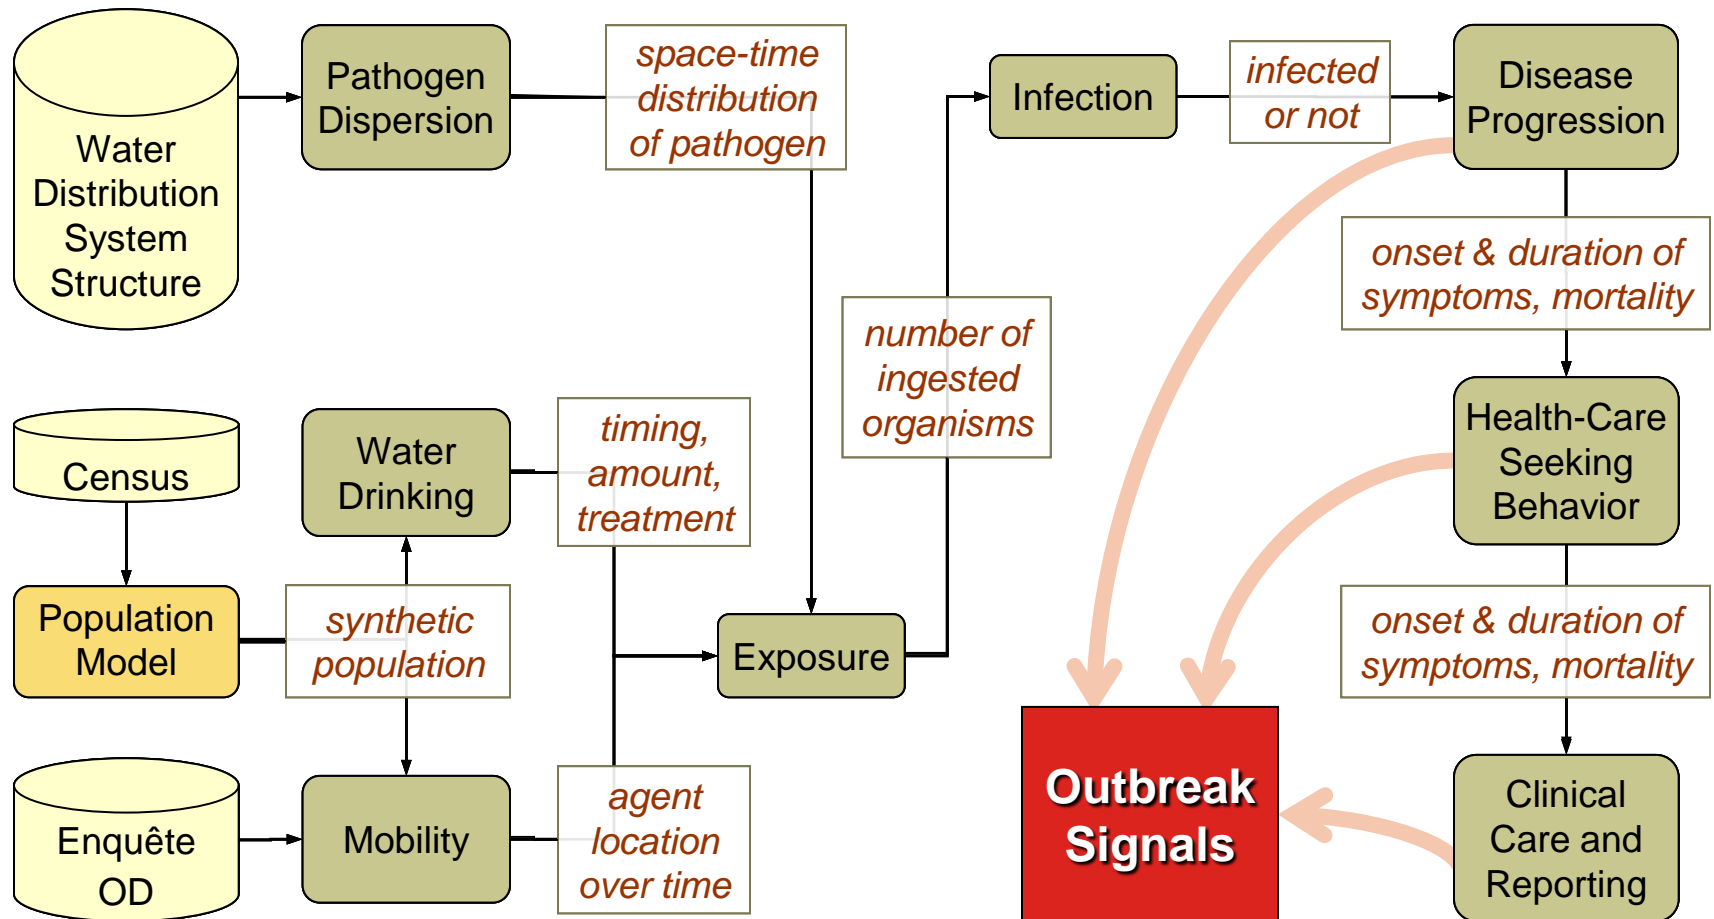 Water
Distribution
System
Structure
Pathogen
Dispersion
space-time
distribution
of pathogen
Infection
infected
or not
Disease
Progression
onset & duration of
symptoms, mortality
number of
ingested
organisms
Census
Water
Drinking
timing,
amount,
treatment
Health-Care
Seeking
Behavior
Population
Model
synthetic
population
Exposure
onset & duration of
symptoms, mortality
Enquête
OD
Mobility
agent
location
over time
Outbreak
Signals
Clinical
Care and
Reporting